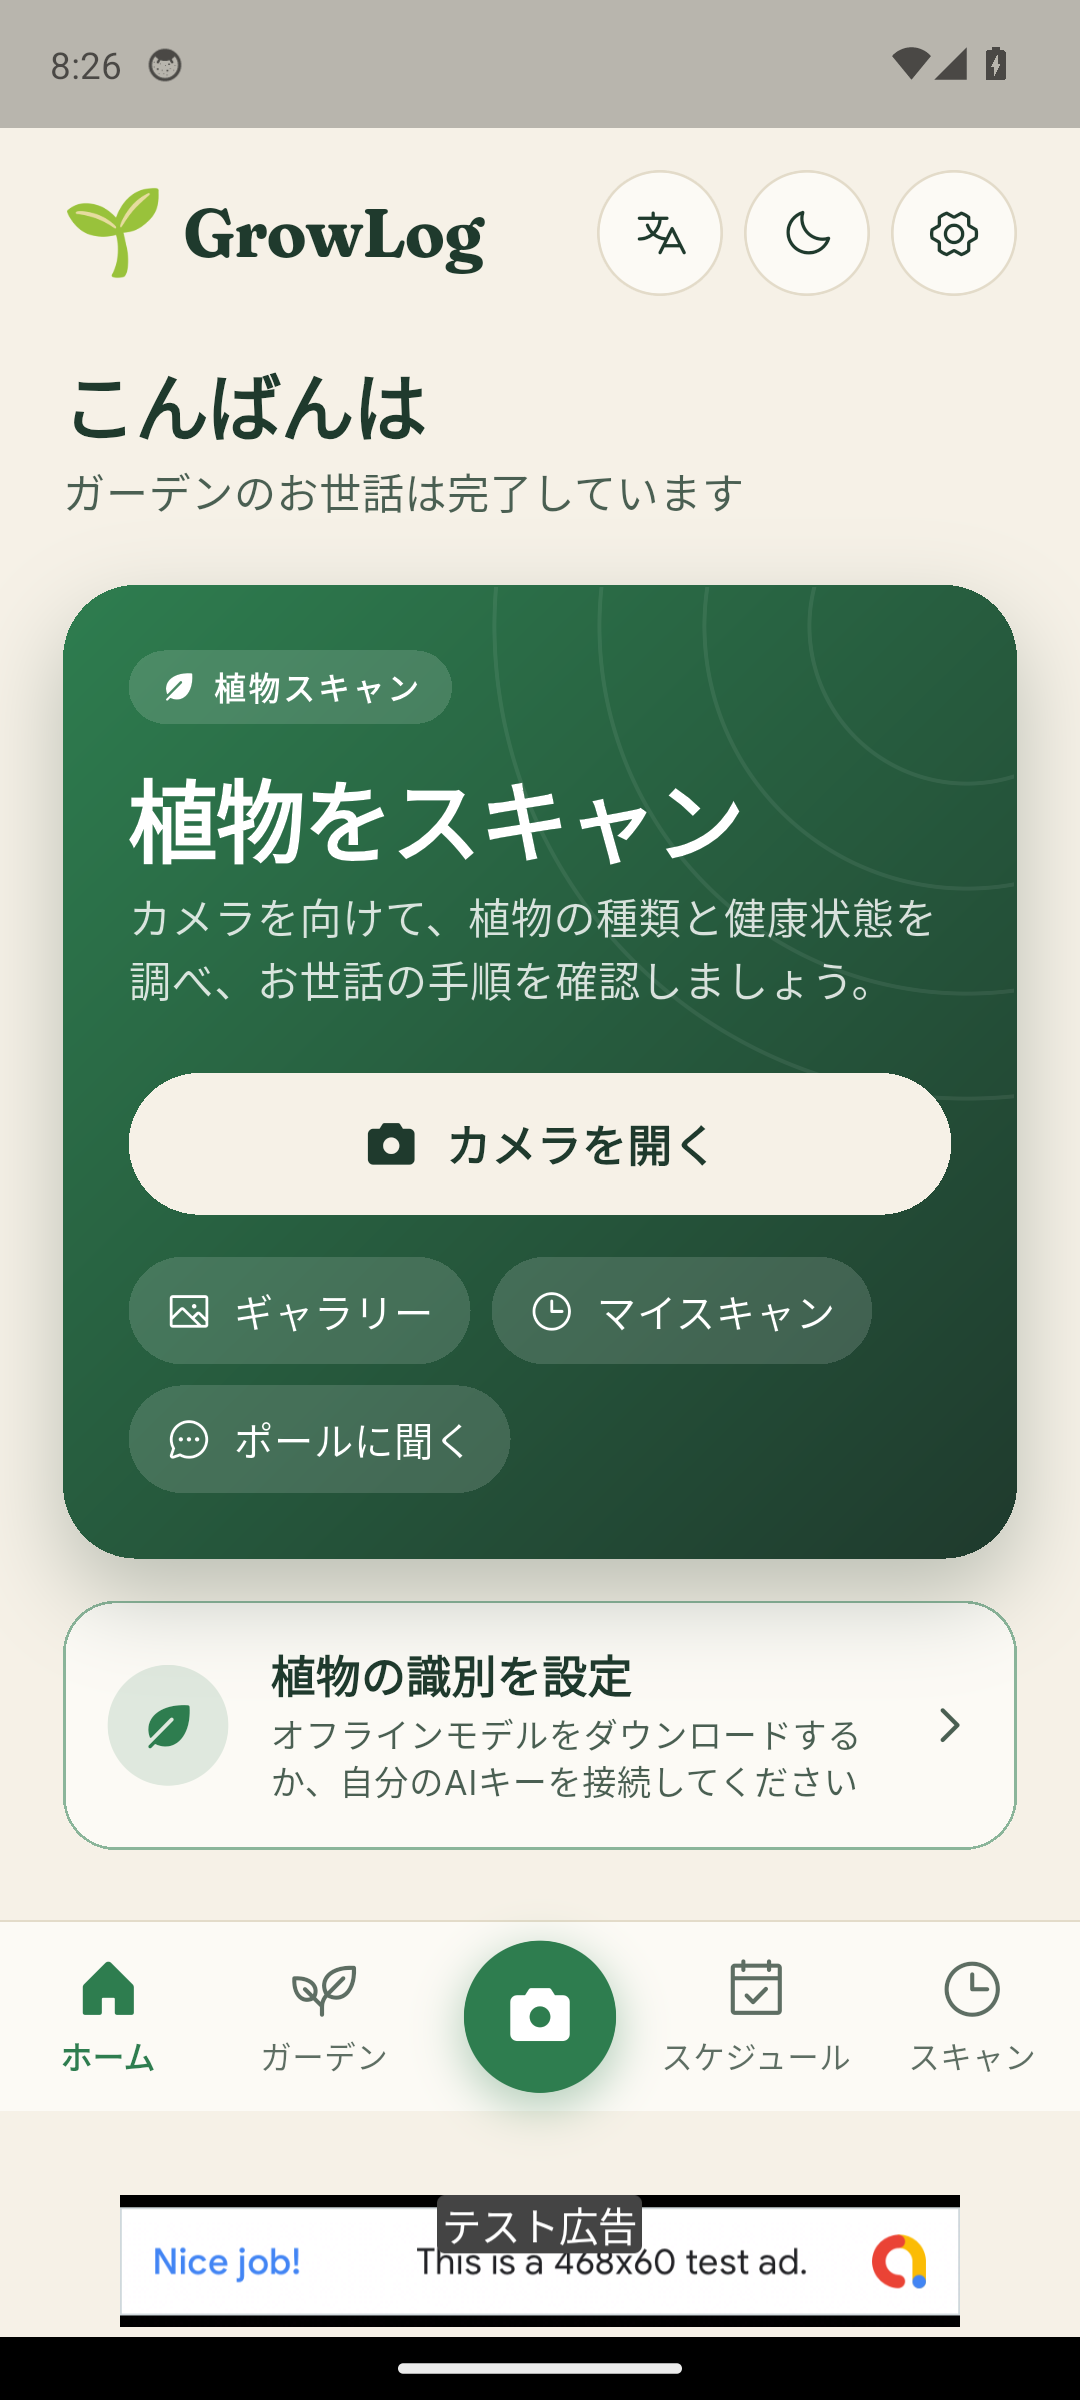 8:26
GrowLog
こんばんは
ガーデンのお世話は完了しています
植物スキャン
植物をスキャン
カメラを向けて、植物の種類と健康状態を
調べ、お世話の手順を確認しましょう。
カメラを開く
ギャラリー
マイスキャン
ポールに聞く
植物の識別を設定
オフラインモデルをダウンロードする
か、自分のAIキーを接続してください
ホーム
ガーデン
スケジュール
スキャン
テスト広告
Nice job!
This is a 468x60 test ad.